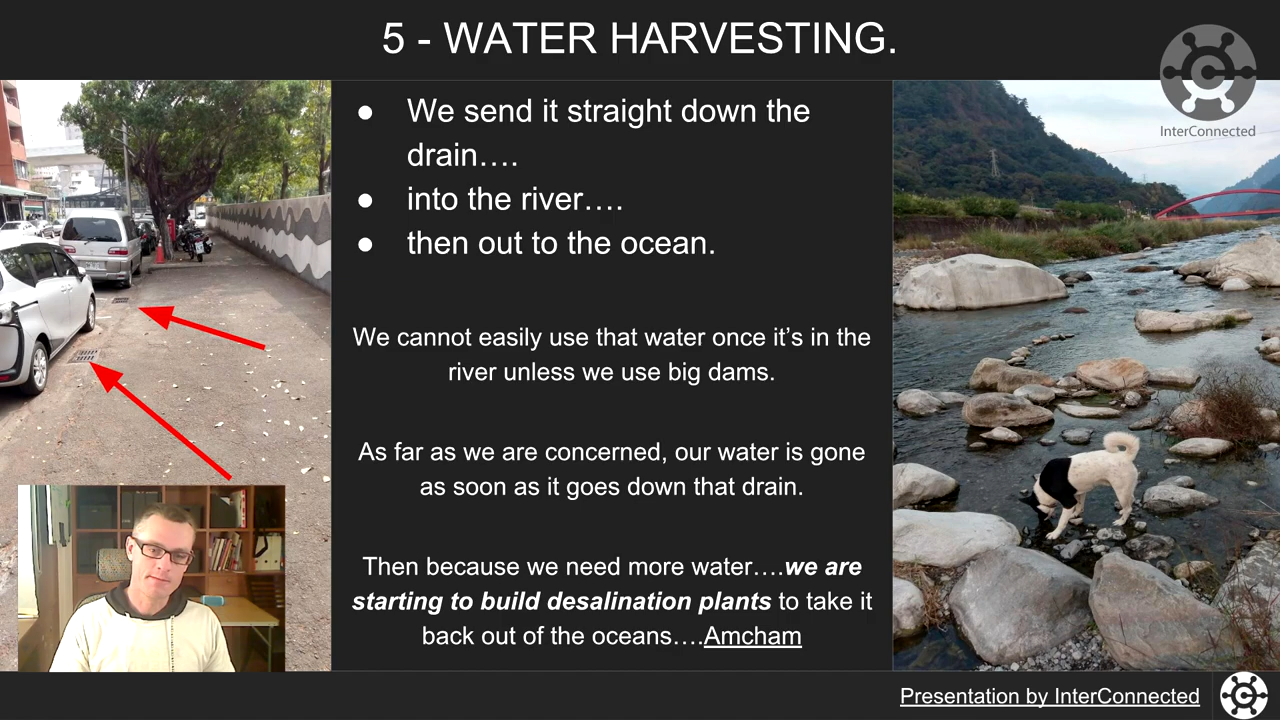 5 - WATER HARVESTING.
InterConnected
● We send it straight down the
drain….
● into the river….
● then out to the ocean.
We cannot easily use that water once it’s in the
river unless we use big dams.
As far as we are concerned, our water is gone
as soon as it goes down that drain.
Then because we need more water….we are
starting to build desalination plants to take it
back out of the oceans….Amcham
Presentation by InterConnected